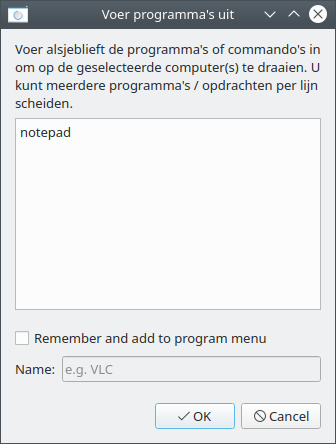 Voer programma's uit
Voer alsjeblieft de programma's of commando's in
om op de geselecteerde computer(s) te draaien. U
kunt meerdere programma's / opdrachten per lijn
scheiden.
notepad
Remember and add to program menu
Name: e.g. VLC
OK Cancel